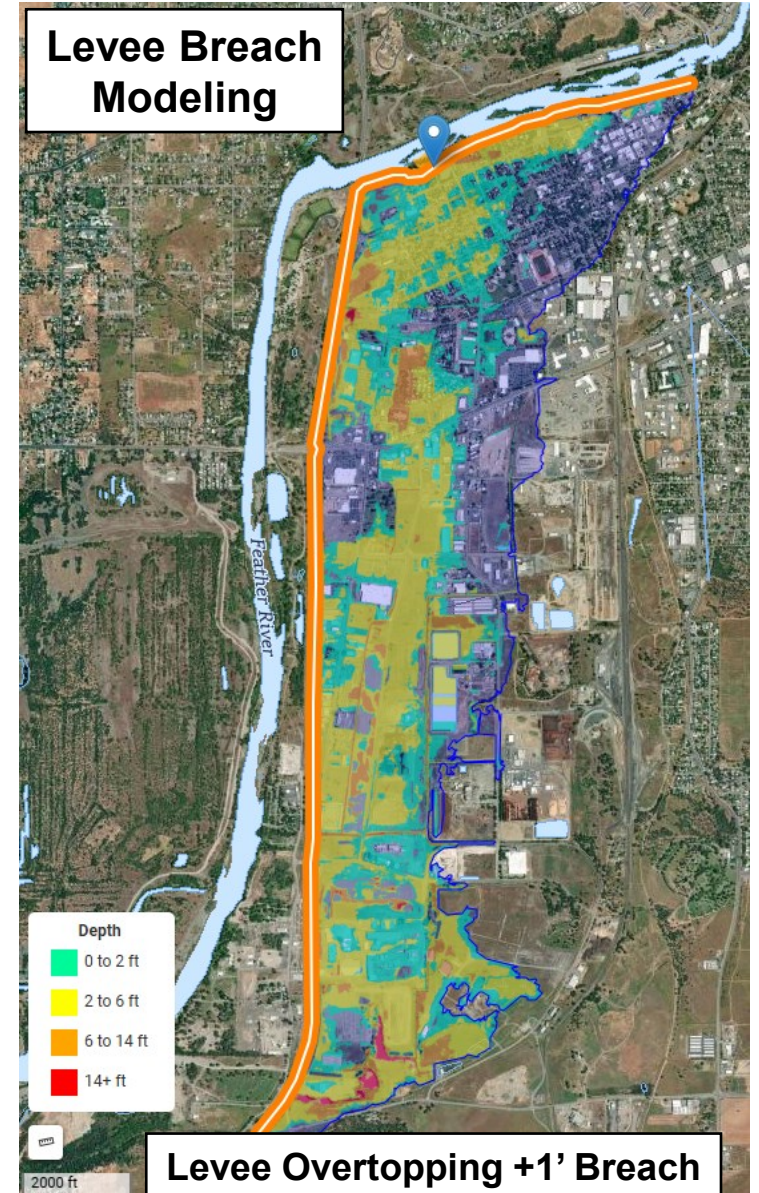 Levee Breach
Modeling
Feather River
Depth
0 to 2 ft
2 to 6 ft
6 to 14 ft
14+ ft
2000 ft
Levee Overtopping +1’ Breach